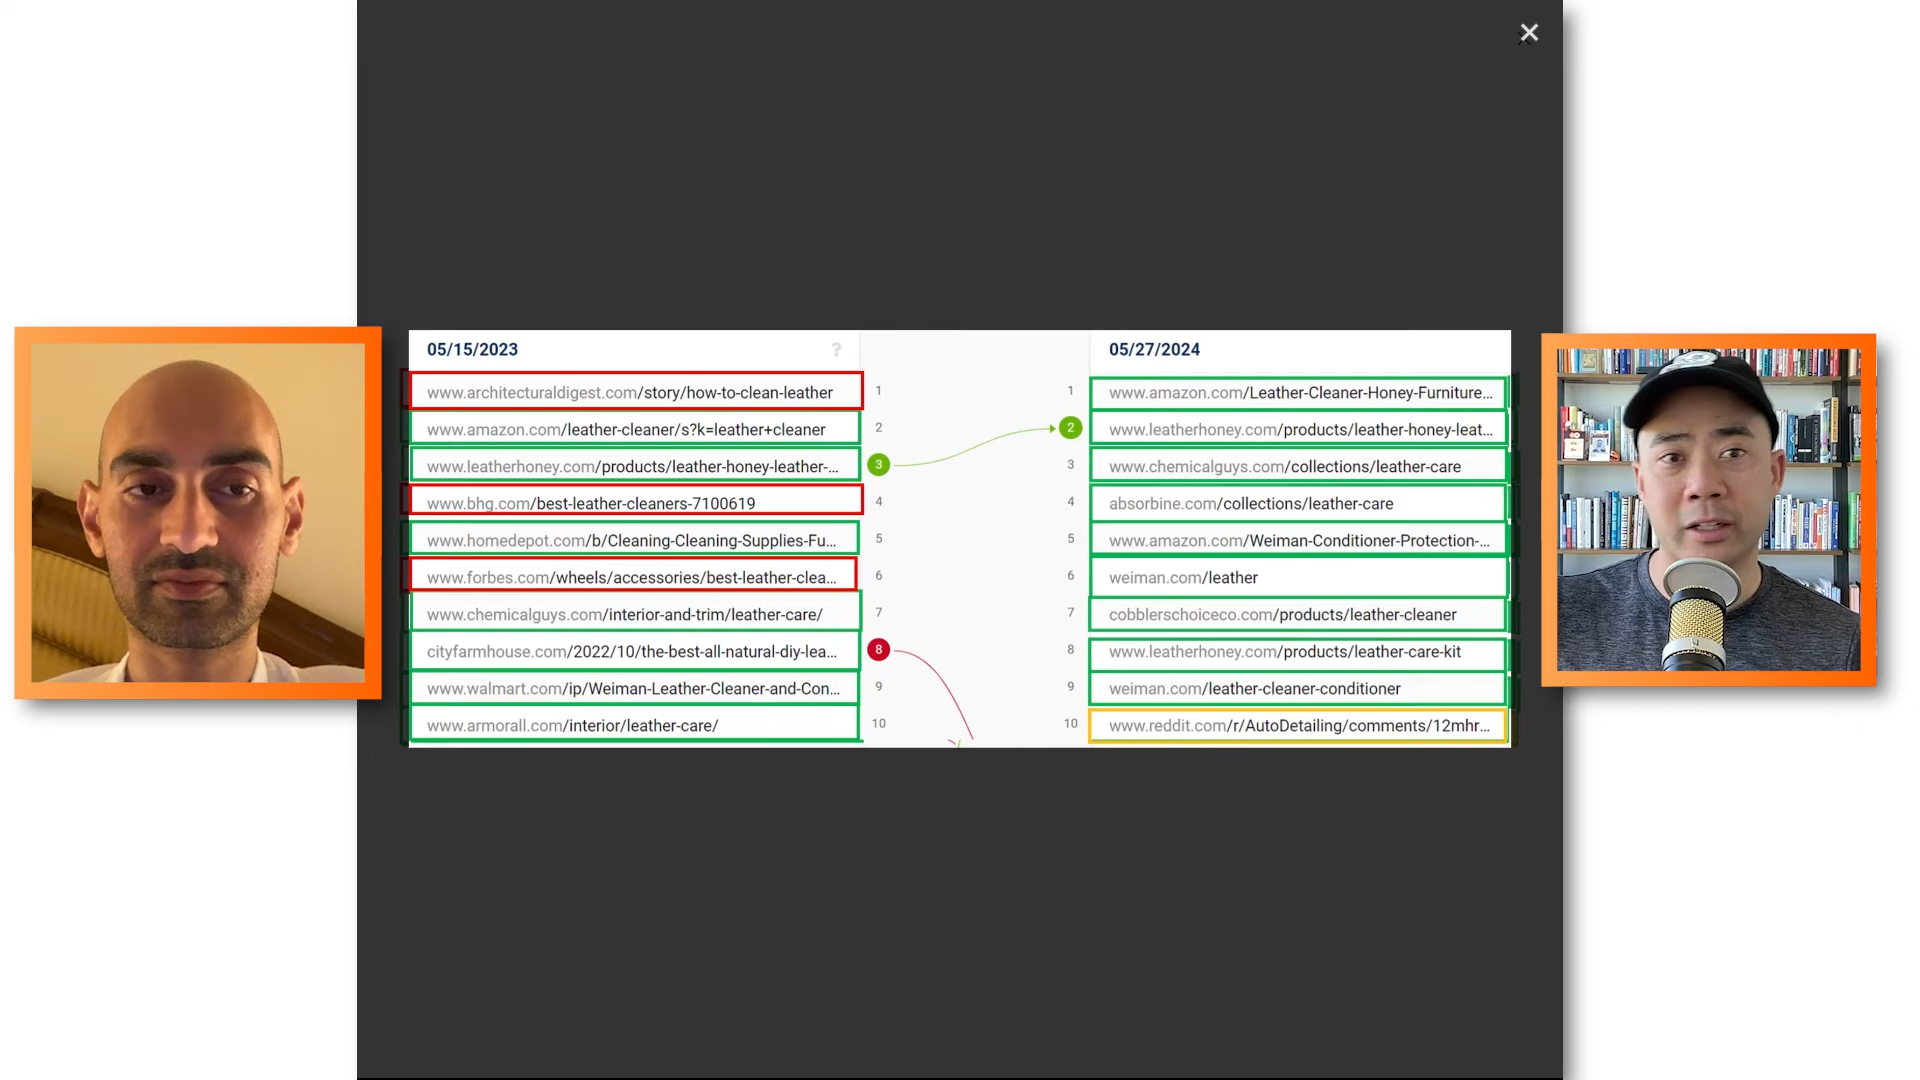 05/15/2023
?
www.architecturaldigest.com/story/how-to-clean-leather
1
www.amazon.com/leather-cleaner/s?k=leather+cleaner
2
www.leatherhoney.com/products/leather-honey-leather-...
3
www.bhg.com/best-leather-cleaners-7100619
4
www.homedepot.com/b/Cleaning-Cleaning-Supplies-Fu...
5
www.forbes.com/wheels/accessories/best-leather-clea...
6
www.chemicalguys.com/interior-and-trim/leather-care/
7
cityfarmhouse.com/2022/10/the-best-all-natural-diy-lea...
8
www.walmart.com/ip/Weiman-Leather-Cleaner-and-Con...
9
www.armorall.com/interior/leather-care/
10
05/27/2024
1
www.amazon.com/Leather-Cleaner-Honey-Furniture...
2
www.leatherhoney.com/products/leather-honey-leat...
3
www.chemicalguys.com/collections/leather-care
4
absorbine.com/collections/leather-care
5
www.amazon.com/Weiman-Conditioner-Protection-...
6
weiman.com/leather
7
cobblerschoiceco.com/products/leather-cleaner
8
www.leatherhoney.com/products/leather-care-kit
9
weiman.com/leather-cleaner-conditioner
10
www.reddit.com/r/AutoDetailing/comments/12mhr...